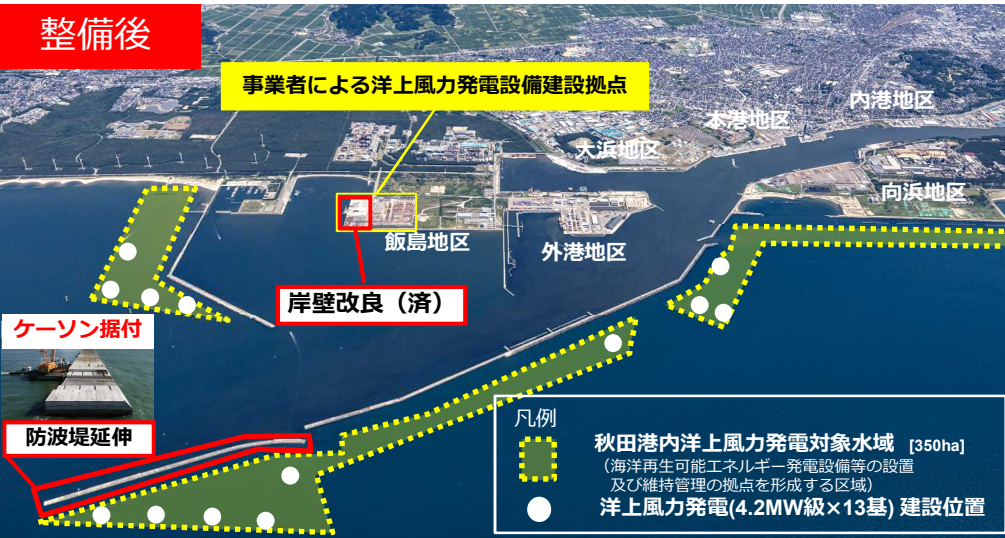 整備後
事業者による洋上風力発電設備建設拠点
内港地区
本港地区
大浜地区
向浜地区
飯島地区
外港地区
岸壁改良（済）
ケーソン据付
防波堤延伸
凡例
秋田港内洋上風力発電対象水域 [350ha]
（海洋再生可能エネルギー発電設備等の設置
及び維持管理の拠点を形成する区域）
洋上風力発電(4.2MW級×13基) 建設位置